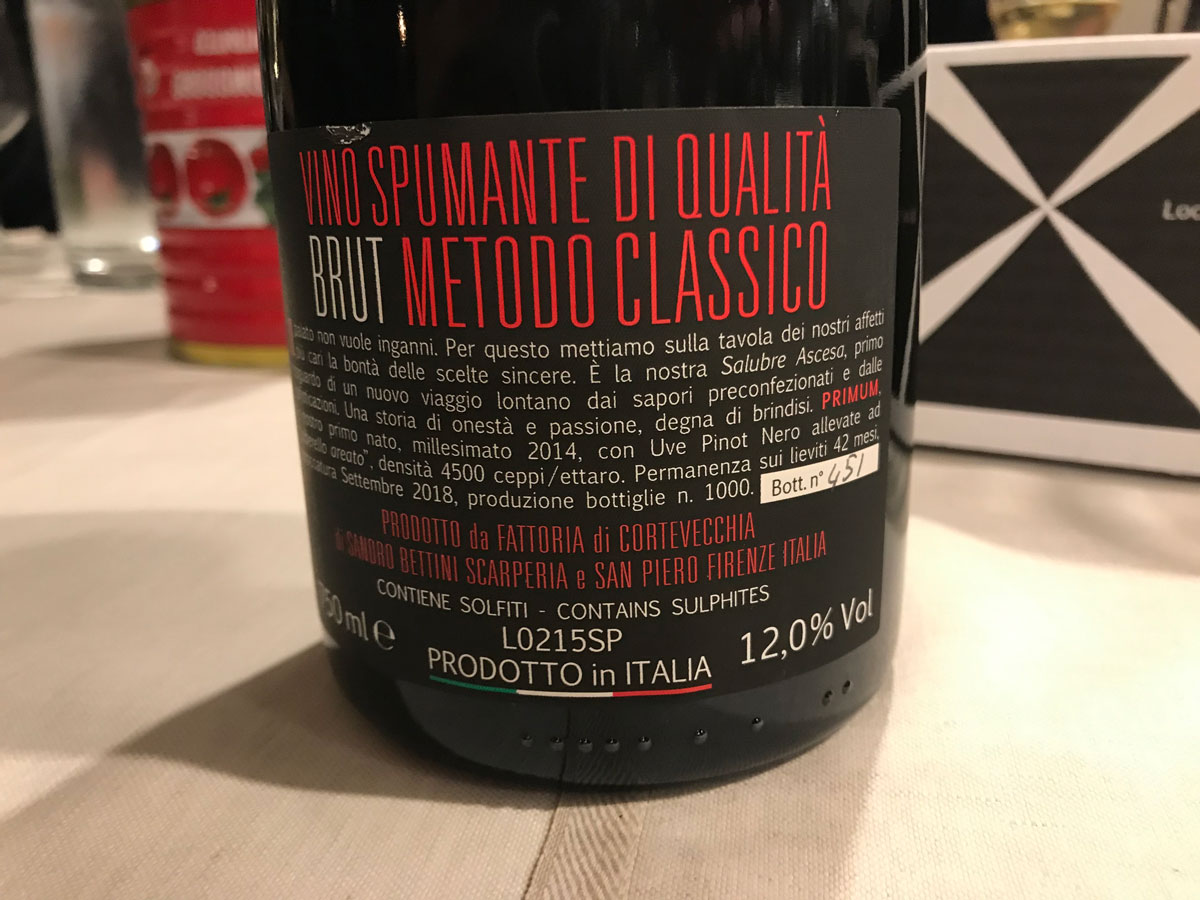 VINO SPUMANTE DI QUALITÀ
BRUT METODO CLASSICO
palato non vuole inganni. Per questo mettiamo sulla tavola dei nostri affetti
più cari la bontà delle scelte sincere. È la nostra Salubre Ascesa, primo
di un nuovo viaggio lontano dai sapori preconfezionati e dalle
Una storia di onestà e passione, degna di brindisi. PRIMUM,
primo nato, millesimato 2014, con Uve Pinot Nero allevate ad
areato", densità 4500 ceppi/ettaro. Permanenza sui lieviti 42 mesi.
Settembre 2018, produzione bottiglie n. 1000. Bott. n° 451
PRODOTTO da FATTORIA di CORTEVECCHIA
di SANDRO BETTINI SCARPERIA e SAN PIERO FIRENZE ITALIA
CONTIENE SOLFITI - CONTAINS SULPHITES
750 ml e
L0215SP
12,0% Vol
PRODOTTO in ITALIA
Loc